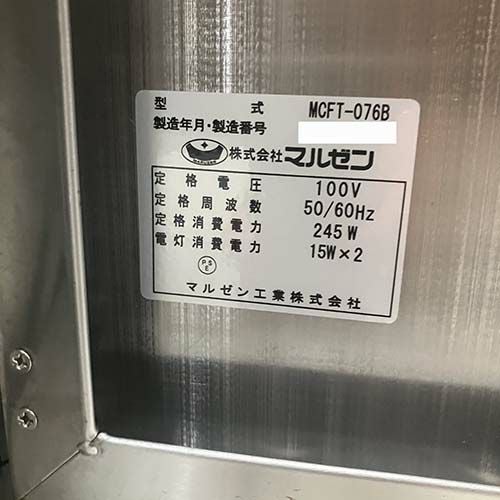 型式 MCFT-076B
製造年月・製造番号
株式会社マルゼン
定格電圧 100V
定格周波数 50/60Hz
定格消費電力 245W
電灯消費電力 15W×2
PSE
マルゼン工業株式会社